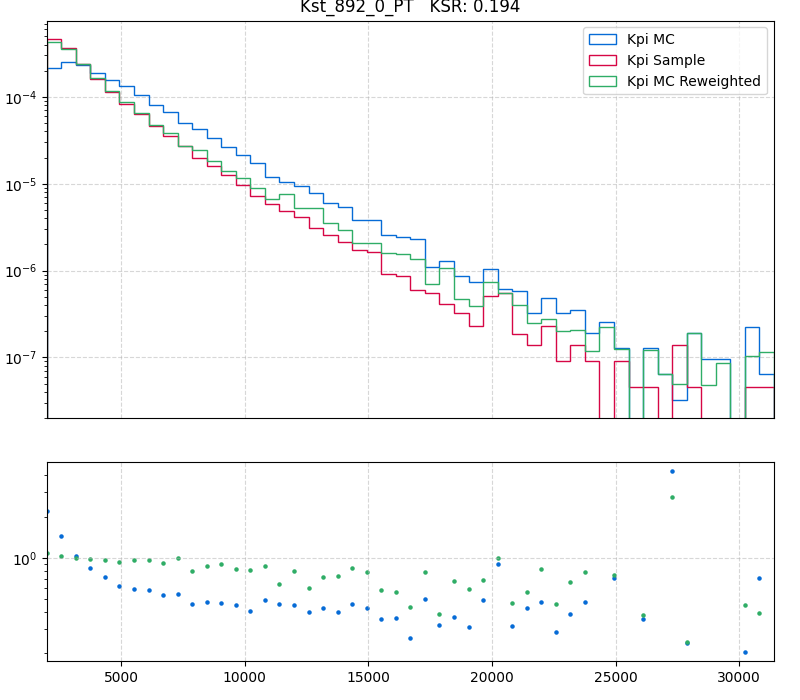 Kst_892_0_PT   KSR: 0.194
Kpi MC
Kpi Sample
Kpi MC Reweighted
10⁻⁴
10⁻⁵
10⁻⁶
10⁻⁷
10⁰
5000 10000 15000 20000 25000 30000